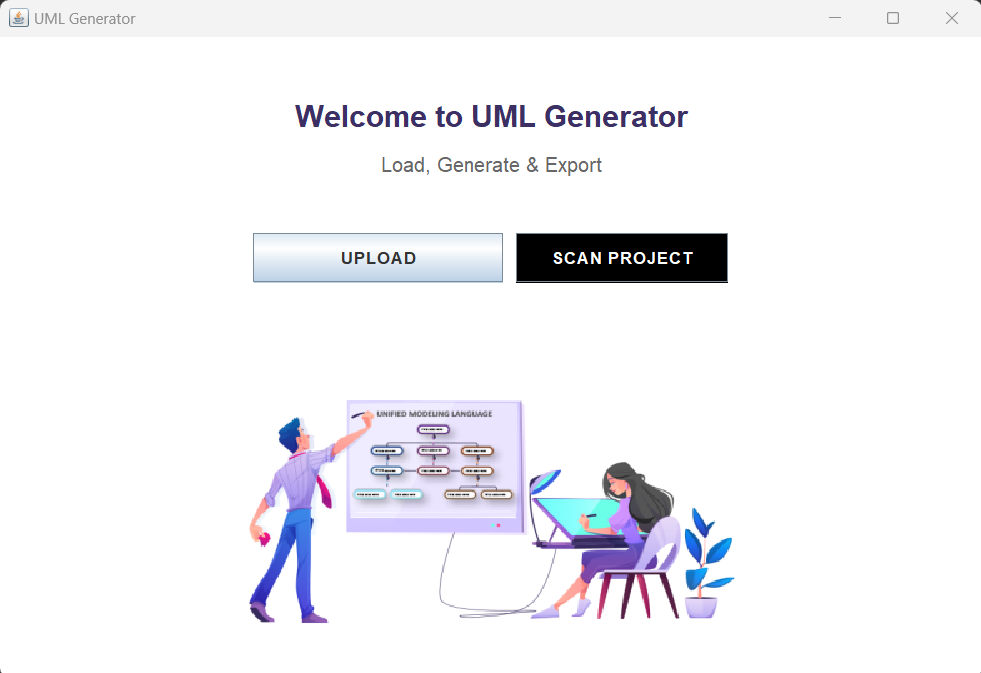 UML Generator
Welcome to UML Generator
Load, Generate & Export
UPLOAD
SCAN PROJECT
UNIFIED MODELING LANGUAGE